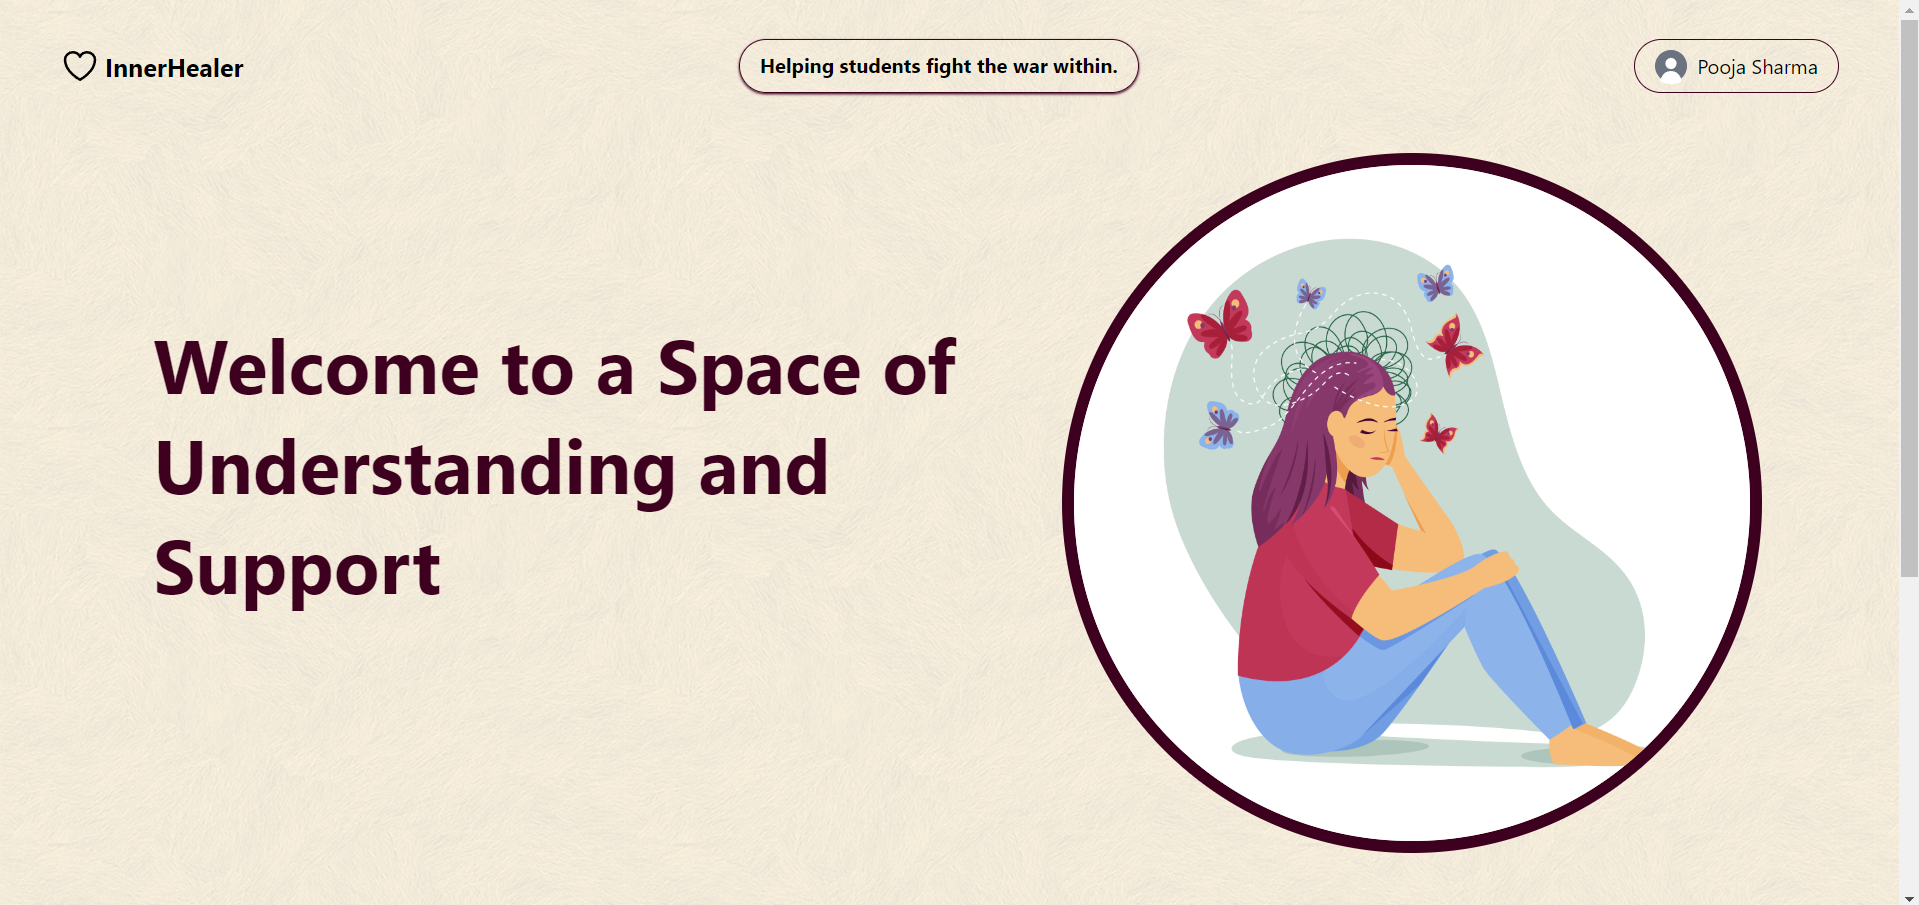 InnerHealer
Helping students fight the war within.
Pooja Sharma
Welcome to a Space of
Understanding and
Support